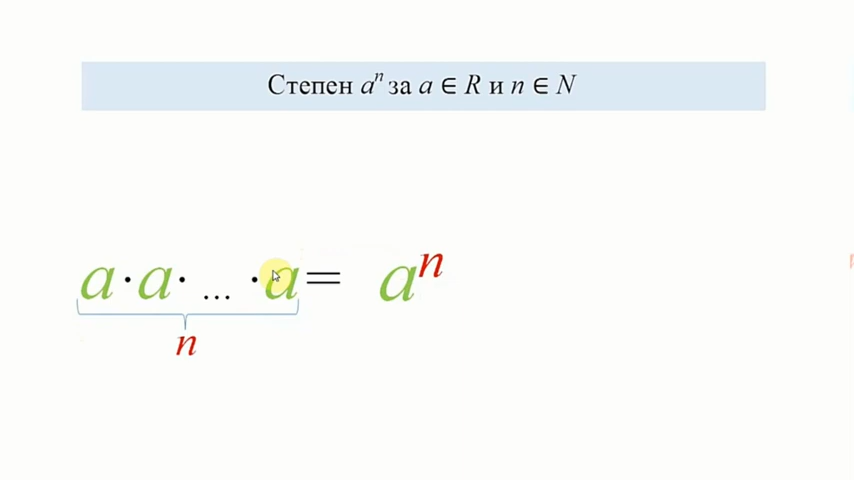 Степен aⁿ за a ∈ R и n ∈ N
a · a · ... · a = aⁿ
n